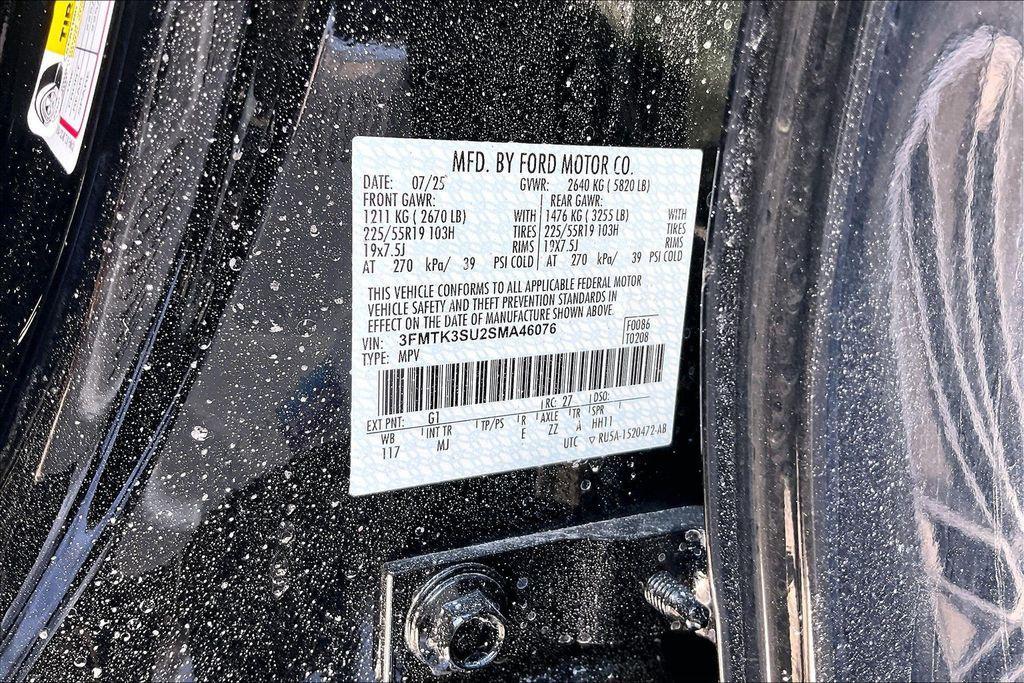 TIR
MFD. BY FORD MOTOR CO.
DATE: 07/25 GVWR: 2640 KG ( 5820 LB)
FRONT GAWR: REAR GAWR:
1211 KG ( 2670 LB) WITH 1476 KG ( 3255 LB) WITH
225/55R19 103H TIRES 225/55R19 103H TIRES
19x7.5J RIMS 19x7.5J RIMS
AT 270 kPa/ 39 PSI COLD AT 270 kPa/ 39 PSI COLD
THIS VEHICLE CONFORMS TO ALL APPLICABLE FEDERAL MOTOR
VEHICLE SAFETY AND THEFT PREVENTION STANDARDS IN
EFFECT ON THE DATE OF MANUFACTURE SHOWN ABOVE.
VIN: 3FMTK3SU2SMA46076 F0086
TYPE: MPV T0208
EXT PNT: G1 RC: 27 DSO:
WB INT TR TP/PS R AXLE TR SPR
117 MJ E ZZ A HH11
UTC ▽ RU5A-1520472-AB